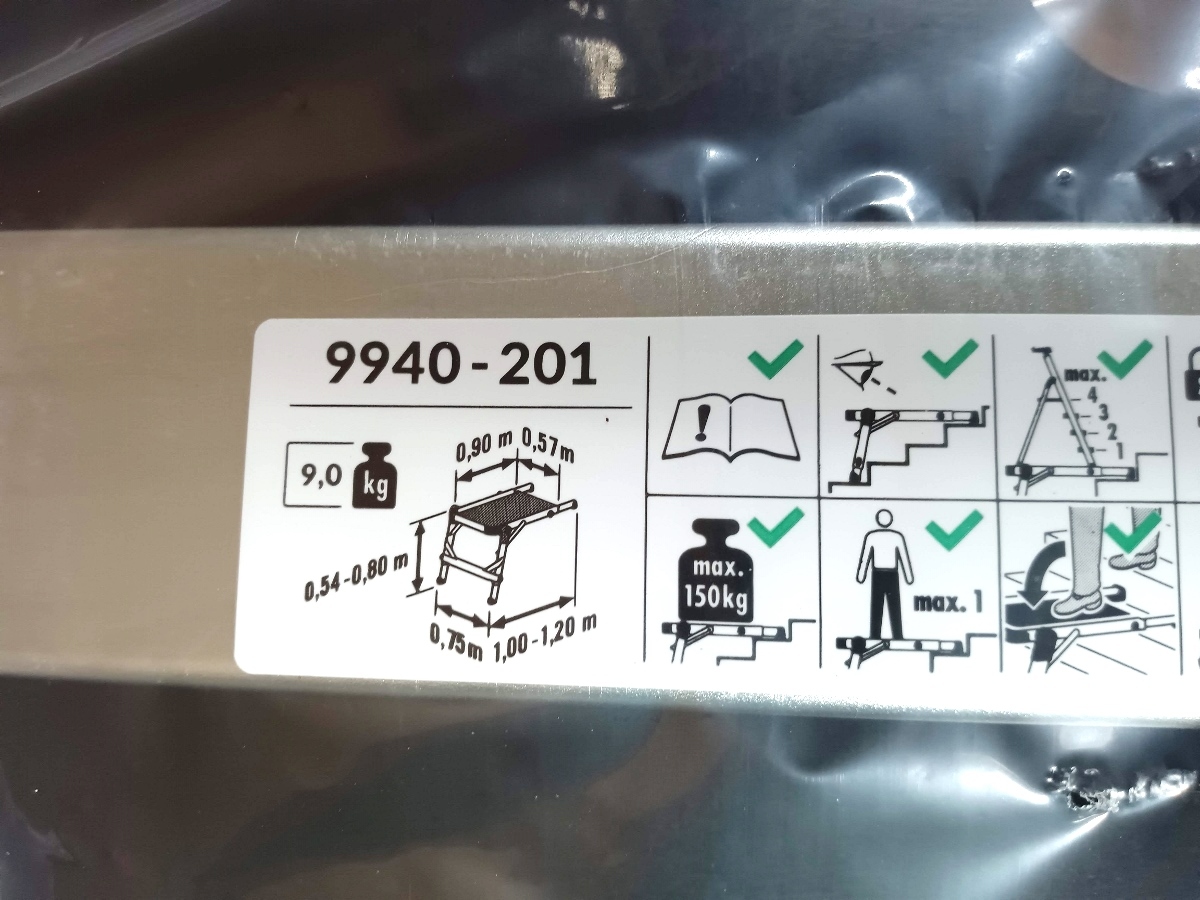 9940-201
9,0 kg
0,90 m 0,57m
0,54-0,80 m
0,75m 1,00-1,20 m
!
max.
4
3
2
1
max.
150kg
max. 1